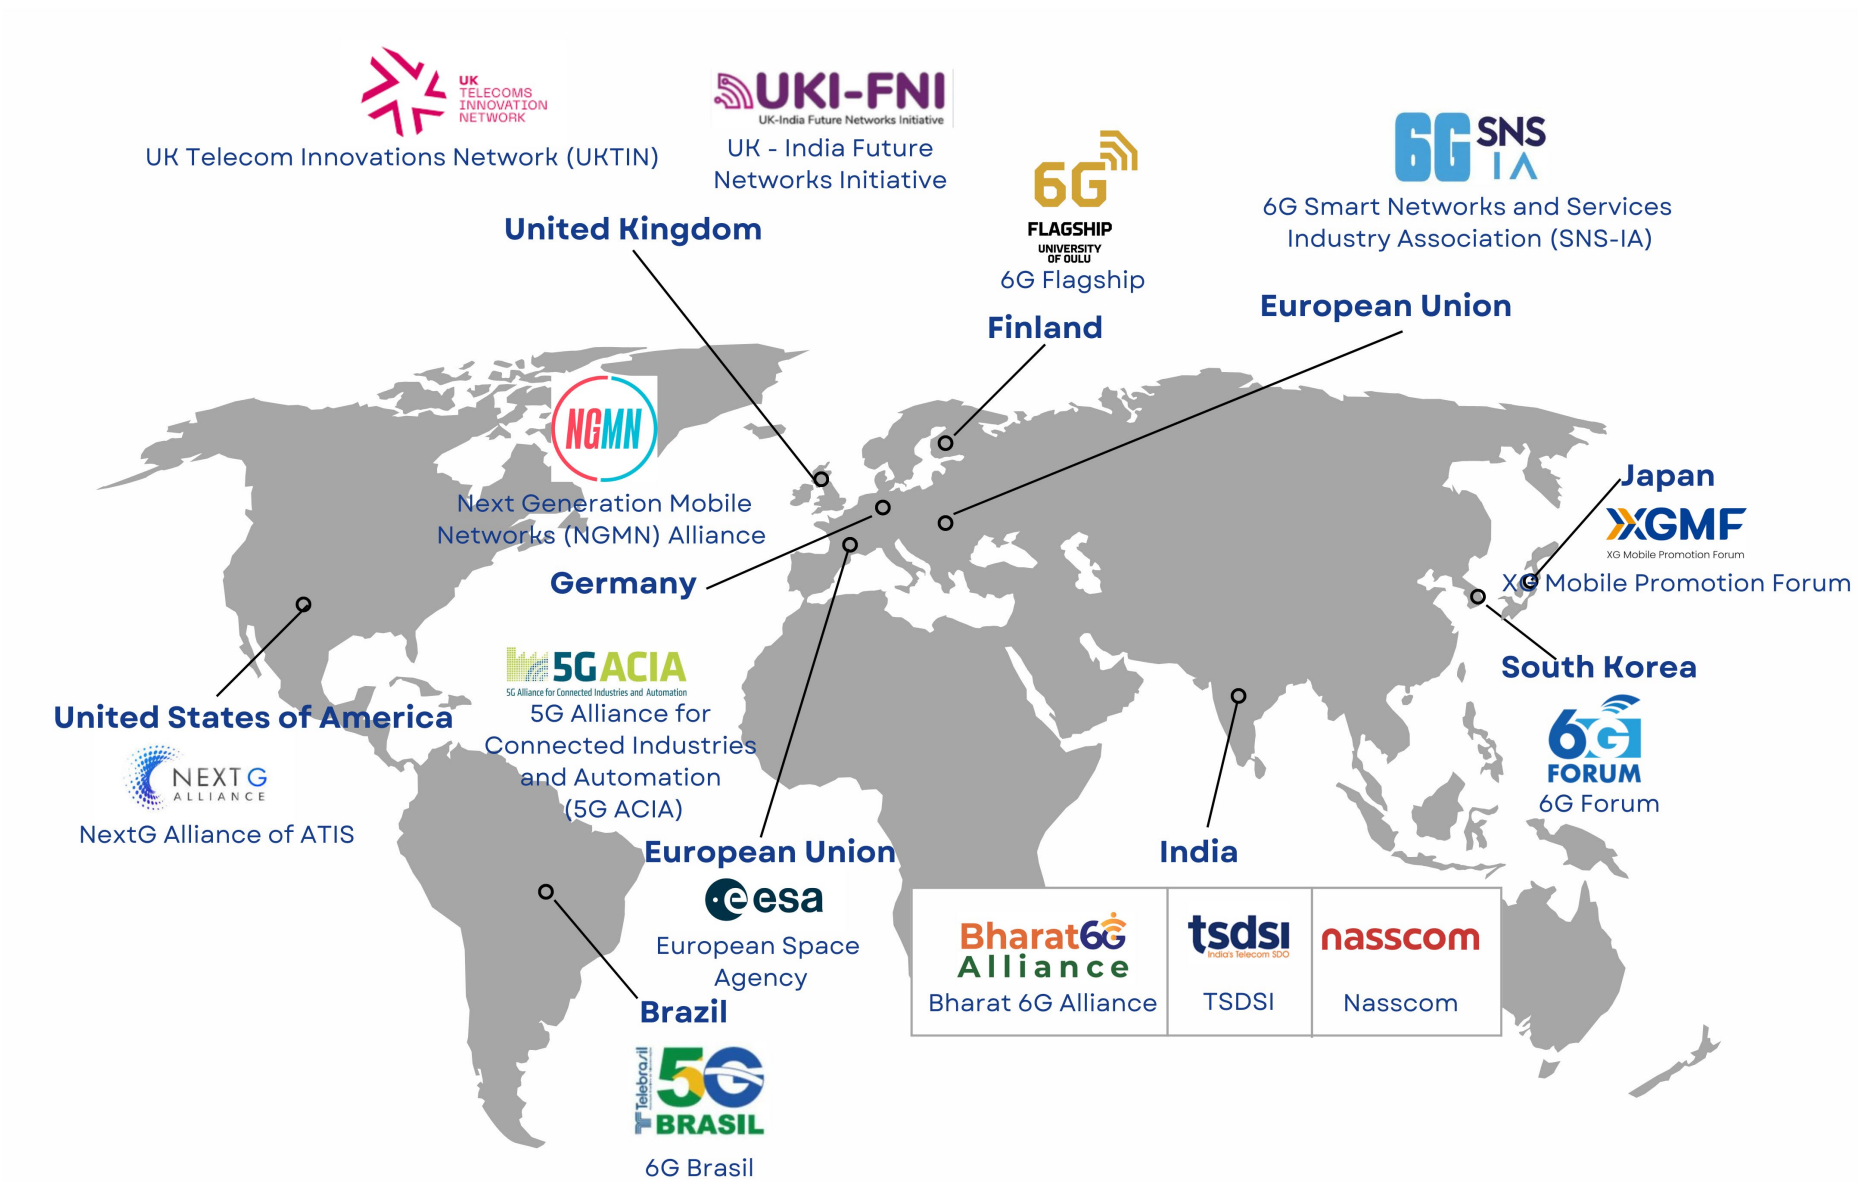 UK
TELECOMS
INNOVATION
NETWORK
UK Telecom Innovations Network (UKTIN)
UKI-FNI
UK-India Future Networks Initiative
UK - India Future
Networks Initiative
United Kingdom
6G
FLAGSHIP
UNIVERSITY
OF OULU
6G Flagship
Finland
6G SNS
IA
6G Smart Networks and Services
Industry Association (SNS-IA)
European Union
NGMN
Next Generation Mobile
Networks (NGMN) Alliance
Germany
5G ACIA
5G Alliance for Connected Industries and Automation
5G Alliance for
Connected Industries
and Automation
(5G ACIA)
European Union
esa
European Space
Agency
Japan
XGMF
XG Mobile Promotion Forum
XG Mobile Promotion Forum
South Korea
6G
FORUM
6G Forum
United States of America
NEXT G
ALLIANCE
NextG Alliance of ATIS
India
Bharat6G
Alliance
Bharat 6G Alliance
tsdsi
India's Telecom SDO
TSDSI
nasscom
Nasscom
Brazil
Telebrasil
5G
BRASIL
6G Brasil